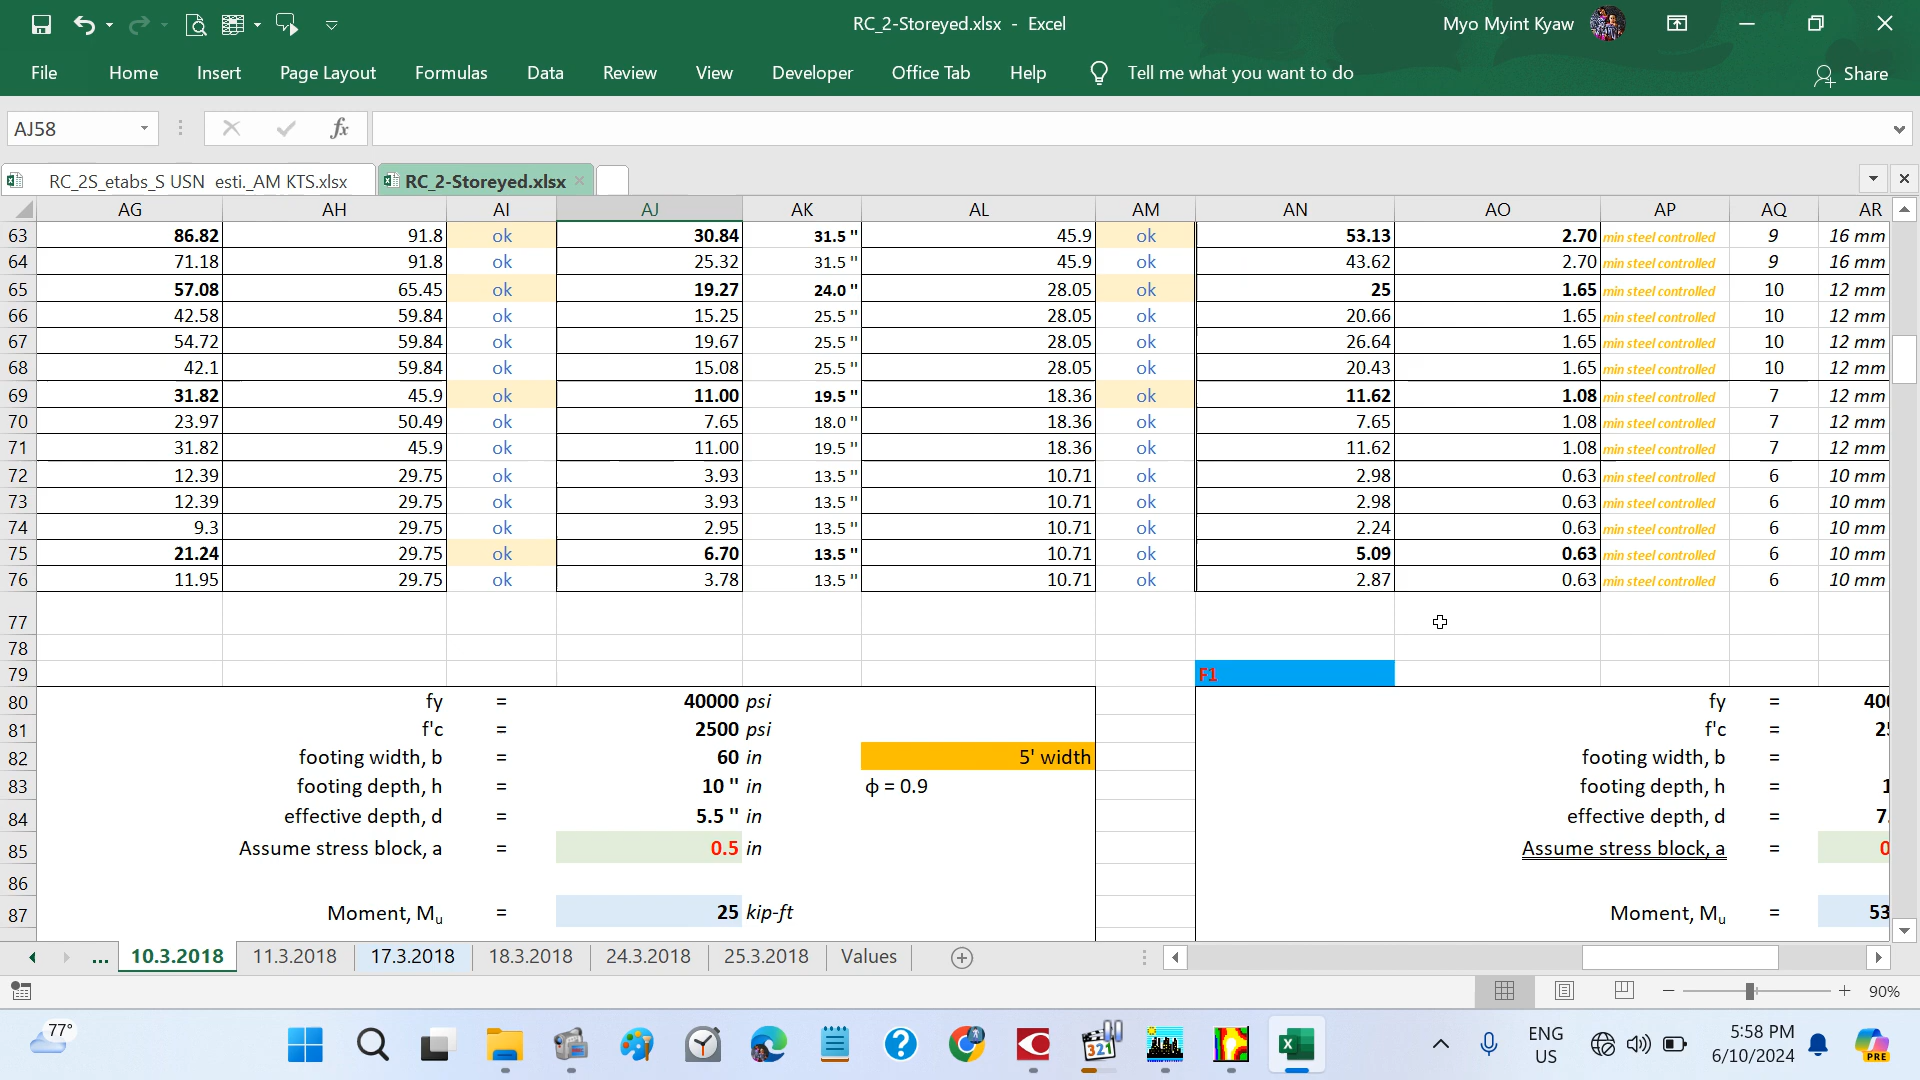 RC_2-Storeyed.xlsx - Excel
Myo Myint Kyaw
File Home Insert Page Layout Formulas Data Review View Developer Office Tab Help Tell me what you want to do Share
AJ58 fx
RC_2S_etabs_S USN esti._AM KTS.xlsx RC_2-Storeyed.xlsx
AG AH AI AJ AK AL AM AN AO AP AQ AR
63 86.82 91.8 ok 30.84 31.5 " 45.9 ok 53.13 2.70 min steel controlled 9 16 mm
64 71.18 91.8 ok 25.32 31.5 " 45.9 ok 43.62 2.70 min steel controlled 9 16 mm
65 57.08 65.45 ok 19.27 24.0 " 28.05 ok 25 1.65 min steel controlled 10 12 mm
66 42.58 59.84 ok 15.25 25.5 " 28.05 ok 20.66 1.65 min steel controlled 10 12 mm
67 54.72 59.84 ok 19.67 25.5 " 28.05 ok 26.64 1.65 min steel controlled 10 12 mm
68 42.1 59.84 ok 15.08 25.5 " 28.05 ok 20.43 1.65 min steel controlled 10 12 mm
69 31.82 45.9 ok 11.00 19.5 " 18.36 ok 11.62 1.08 min steel controlled 7 12 mm
70 23.97 50.49 ok 7.65 18.0 " 18.36 ok 7.65 1.08 min steel controlled 7 12 mm
71 31.82 45.9 ok 11.00 19.5 " 18.36 ok 11.62 1.08 min steel controlled 7 12 mm
72 12.39 29.75 ok 3.93 13.5 " 10.71 ok 2.98 0.63 min steel controlled 6 10 mm
73 12.39 29.75 ok 3.93 13.5 " 10.71 ok 2.98 0.63 min steel controlled 6 10 mm
74 9.3 29.75 ok 2.95 13.5 " 10.71 ok 2.24 0.63 min steel controlled 6 10 mm
75 21.24 29.75 ok 6.70 13.5 " 10.71 ok 5.09 0.63 min steel controlled 6 10 mm
76 11.95 29.75 ok 3.78 13.5 " 10.71 ok 2.87 0.63 min steel controlled 6 10 mm
77
78
79 F1
80 fy = 40000 psi fy =
81 f'c = 2500 psi f'c =
82 footing width, b = 60 in 5' width footing width, b =
83 footing depth, h = 10 " in ϕ = 0.9 footing depth, h =
84 effective depth, d = 5.5 " in effective depth, d =
85 Assume stress block, a = 0.5 in Assume stress block, a =
86
87 Moment, Mu = 25 kip-ft Moment, Mu = 53
... 10.3.2018 11.3.2018 17.3.2018 18.3.2018 24.3.2018 25.3.2018 Values
90%
77° ENG 5:58 PM
US 6/10/2024
321
PRE